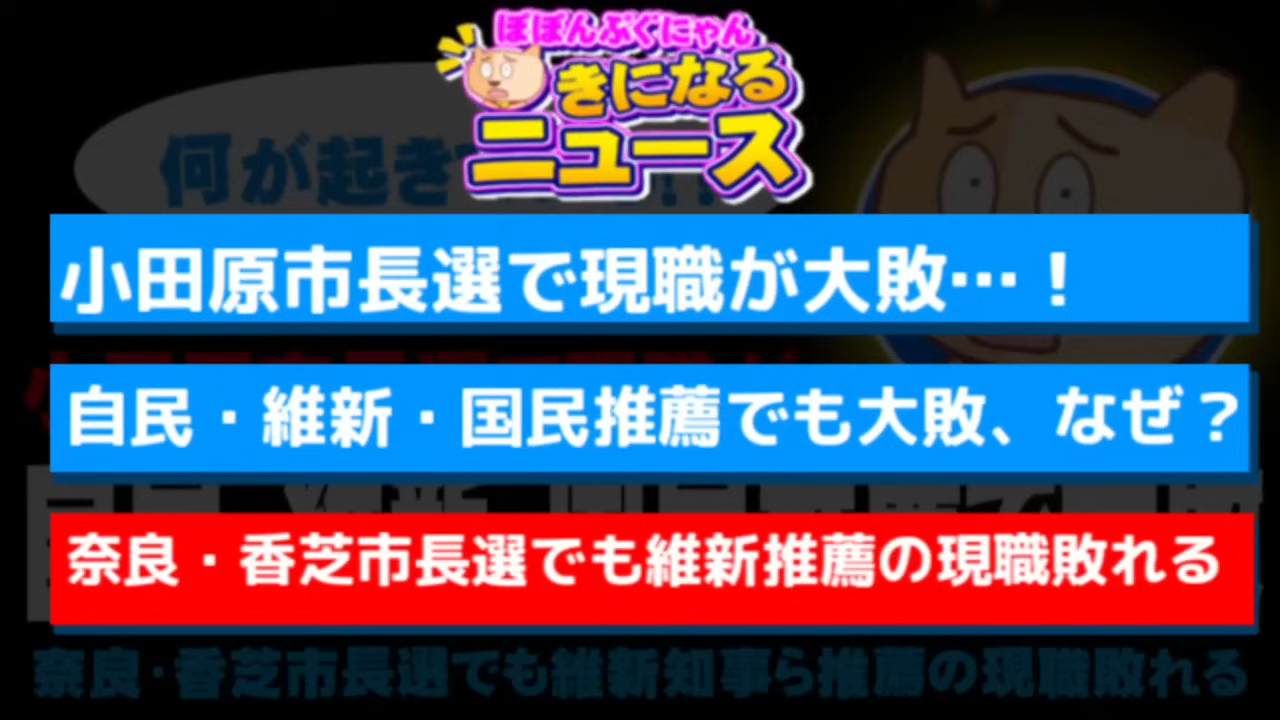 ぽぽんぷぐにゃん
きになる
ニュース
何が起き
小田原市長選で現職が大敗…！
自民・維新・国民推薦でも大敗、なぜ？
奈良・香芝市長選でも維新推薦の現職敗れる
奈良・香芝市長選でも維新知事ら推薦の現職敗れる